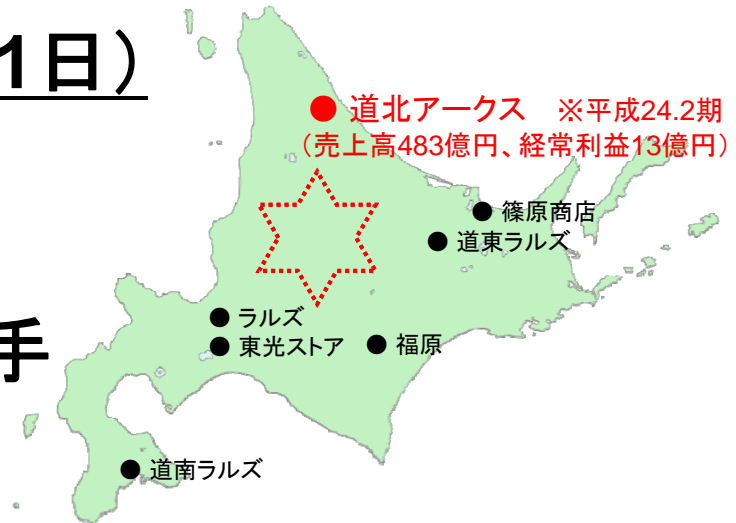 1日）
● 道北アークス　※平成24.2期
（売上高483億円、経常利益13億円）
● 篠原商店
● 道東ラルズ
● ラルズ
● 東光ストア
● 福原
手
● 道南ラルズ